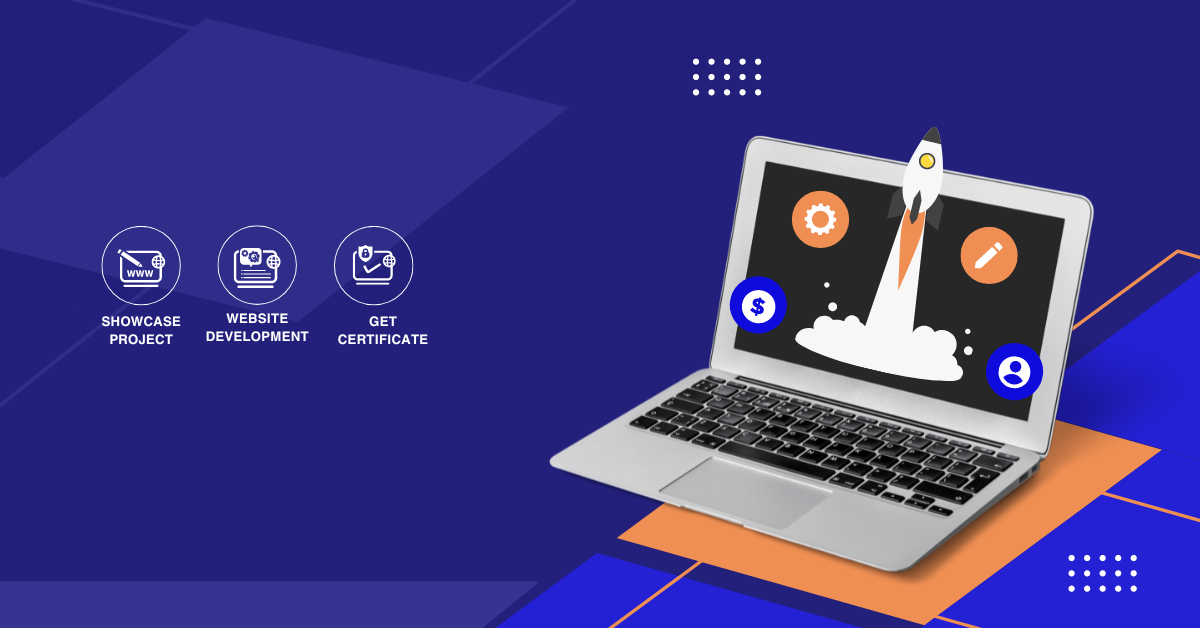 WWW
SHOWCASE
PROJECT
WEBSITE
DEVELOPMENT
GET
CERTIFICATE
$